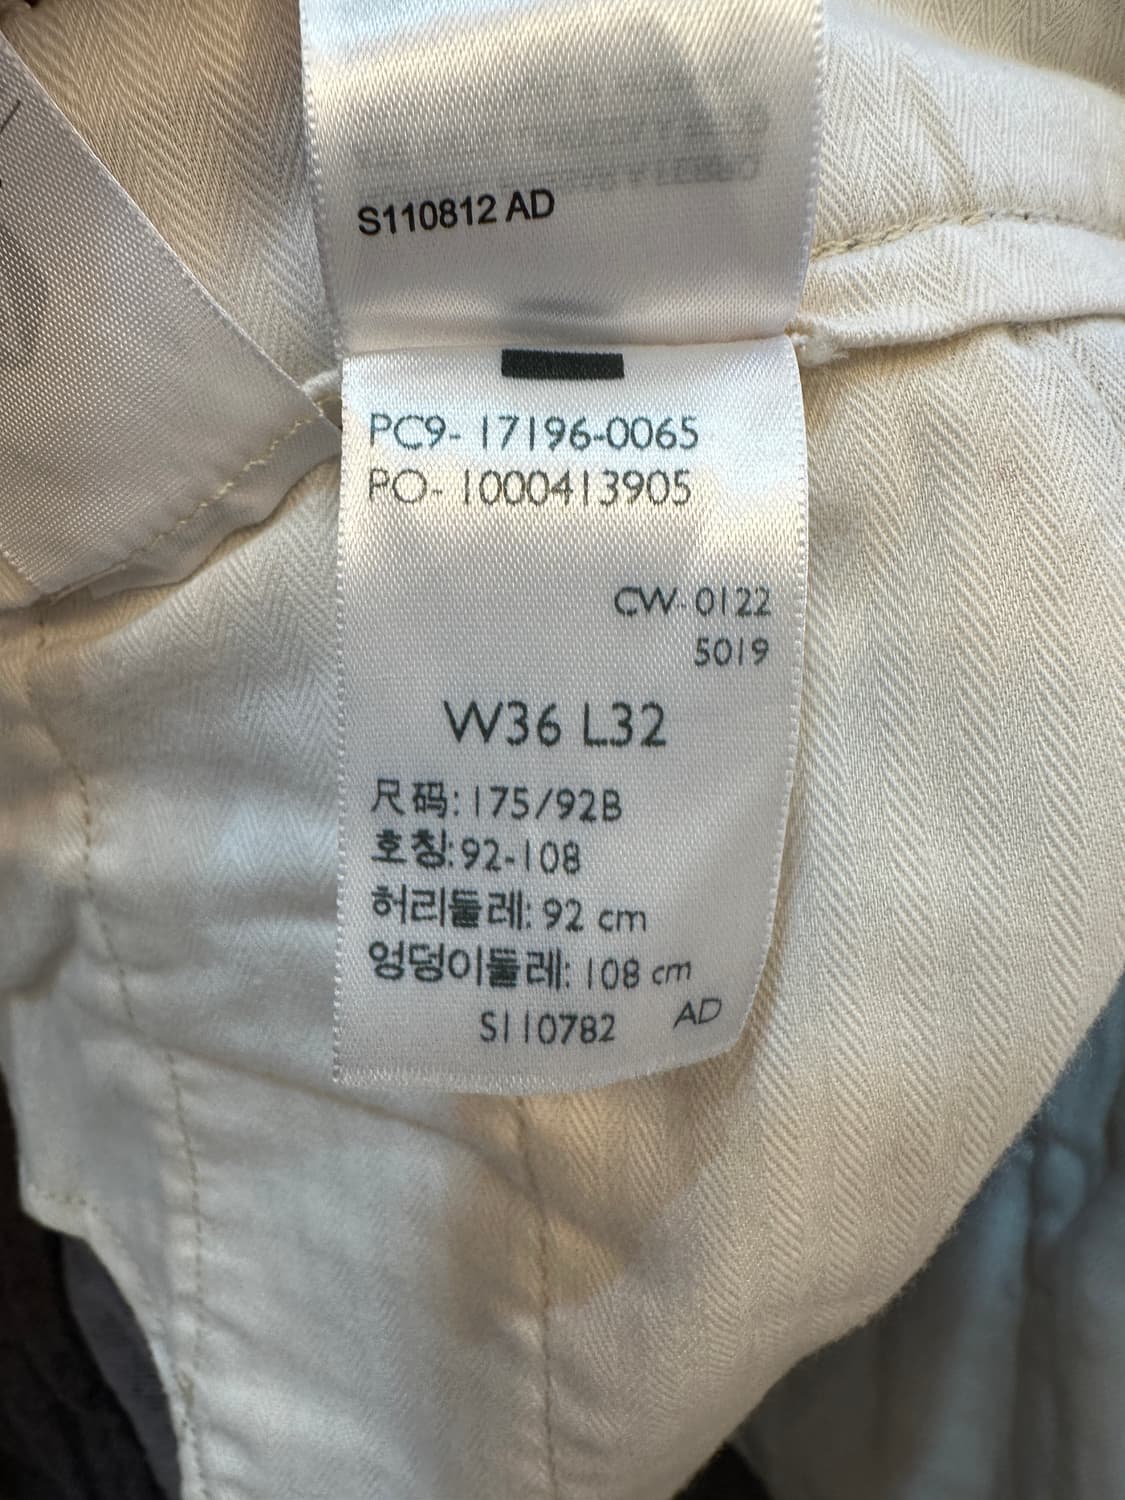 S110812 AD
PC9- 17196-0065
PO- 1000413905
CW- 0122
5019
W36 L32
尺码: 175/92B
호칭: 92-108
허리둘레: 92 cm
엉덩이둘레: 108 cm
S110782 AD